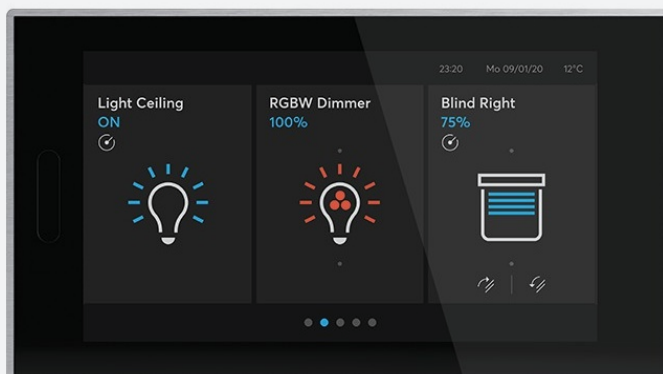 23:20 Mo 09/01/20 12°C
Light Ceiling
ON
RGBW Dimmer
100%
Blind Right
75%